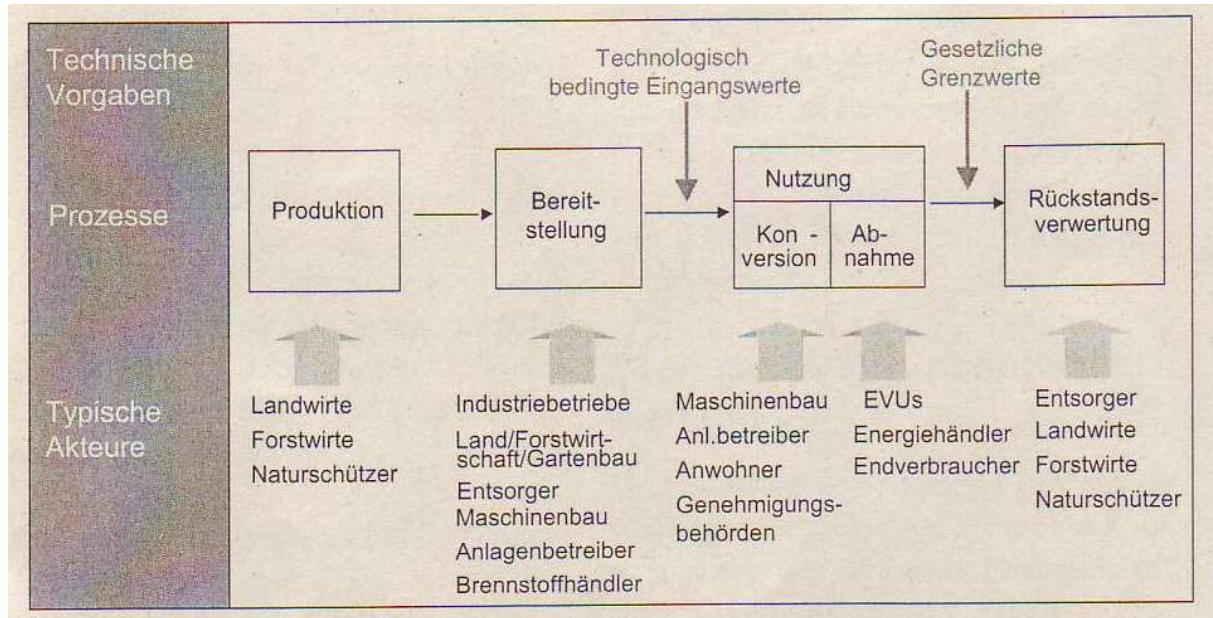 Technische
Vorgaben
Technologisch
bedingte Eingangswerte
Gesetzliche
Grenzwerte
Prozesse
Produktion
Bereit-
stellung
Nutzung
Kon -
version
Ab-
nahme
Rückstands-
verwertung
Typische
Akteure
Landwirte
Forstwirte
Naturschützer
Industriebetriebe
Land/Forstwirt-
schaft/Gartenbau
Entsorger
Maschinenbau
Anlagenbetreiber
Brennstoffhändler
Maschinenbau
Anl.betreiber
Anwohner
Genehmigungs-
behörden
EVUs
Energiehändler
Endverbraucher
Entsorger
Landwirte
Forstwirte
Naturschützer